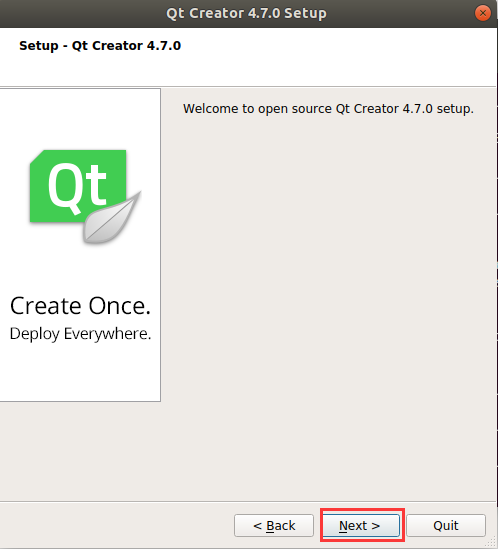 Qt Creator 4.7.0 Setup
Setup - Qt Creator 4.7.0
Welcome to open source Qt Creator 4.7.0 setup.
Qt
Create Once.
Deploy Everywhere.
< Back
Next >
Quit